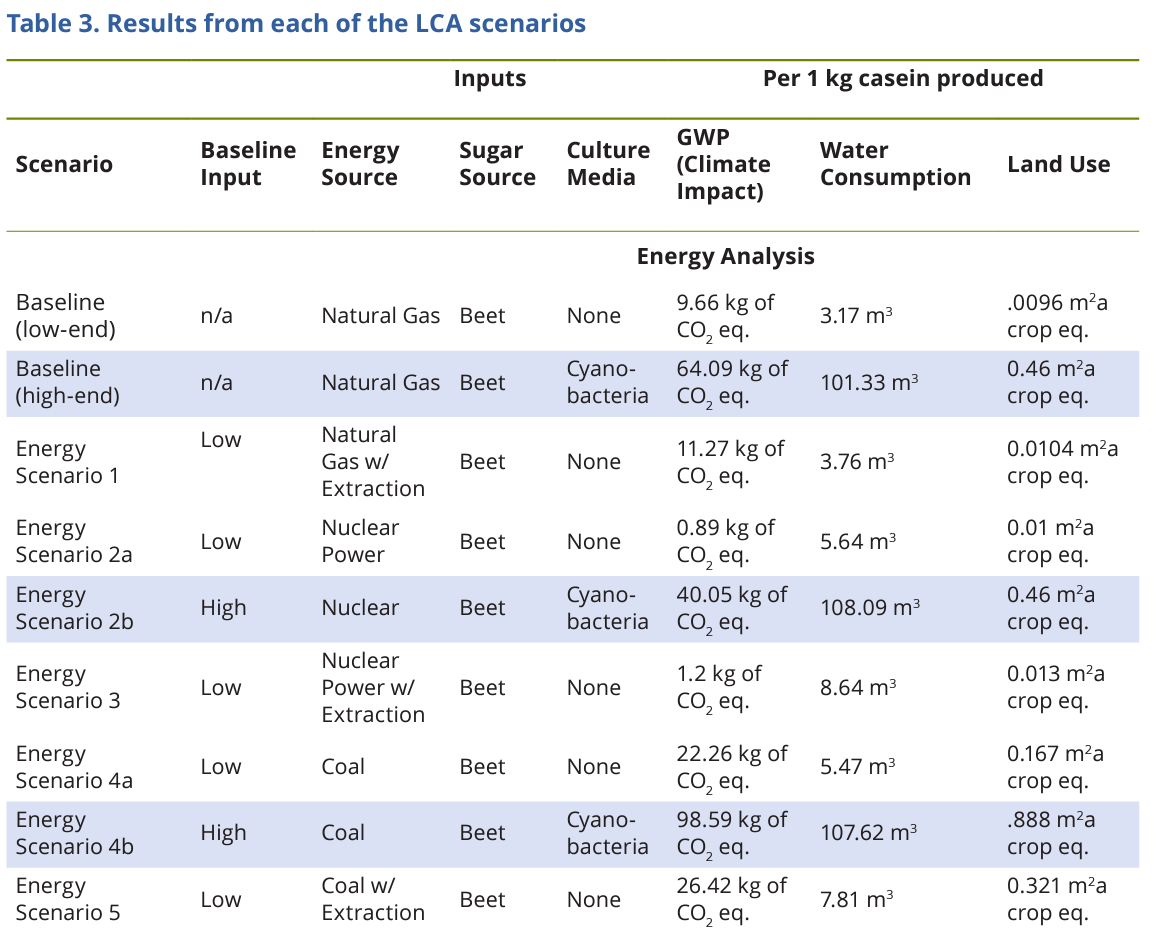 Table 3. Results from each of the LCA scenarios
Inputs Per 1 kg casein produced
Scenario Baseline Input Energy Source Sugar Source Culture Media GWP (Climate Impact) Water Consumption Land Use
Energy Analysis
Baseline (low-end) n/a Natural Gas Beet None 9.66 kg of CO₂ eq. 3.17 m³ .0096 m²a crop eq.
Baseline (high-end) n/a Natural Gas Beet Cyano-bacteria 64.09 kg of CO₂ eq. 101.33 m³ 0.46 m²a crop eq.
Energy Scenario 1 Low Natural Gas w/ Extraction Beet None 11.27 kg of CO₂ eq. 3.76 m³ 0.0104 m²a crop eq.
Energy Scenario 2a Low Nuclear Power Beet None 0.89 kg of CO₂ eq. 5.64 m³ 0.01 m²a crop eq.
Energy Scenario 2b High Nuclear Beet Cyano-bacteria 40.05 kg of CO₂ eq. 108.09 m³ 0.46 m²a crop eq.
Energy Scenario 3 Low Nuclear Power w/ Extraction Beet None 1.2 kg of CO₂ eq. 8.64 m³ 0.013 m²a crop eq.
Energy Scenario 4a Low Coal Beet None 22.26 kg of CO₂ eq. 5.47 m³ 0.167 m²a crop eq.
Energy Scenario 4b High Coal Beet Cyano-bacteria 98.59 kg of CO₂ eq. 107.62 m³ .888 m²a crop eq.
Energy Scenario 5 Low Coal w/ Extraction Beet None 26.42 kg of CO₂ eq. 7.81 m³ 0.321 m²a crop eq.